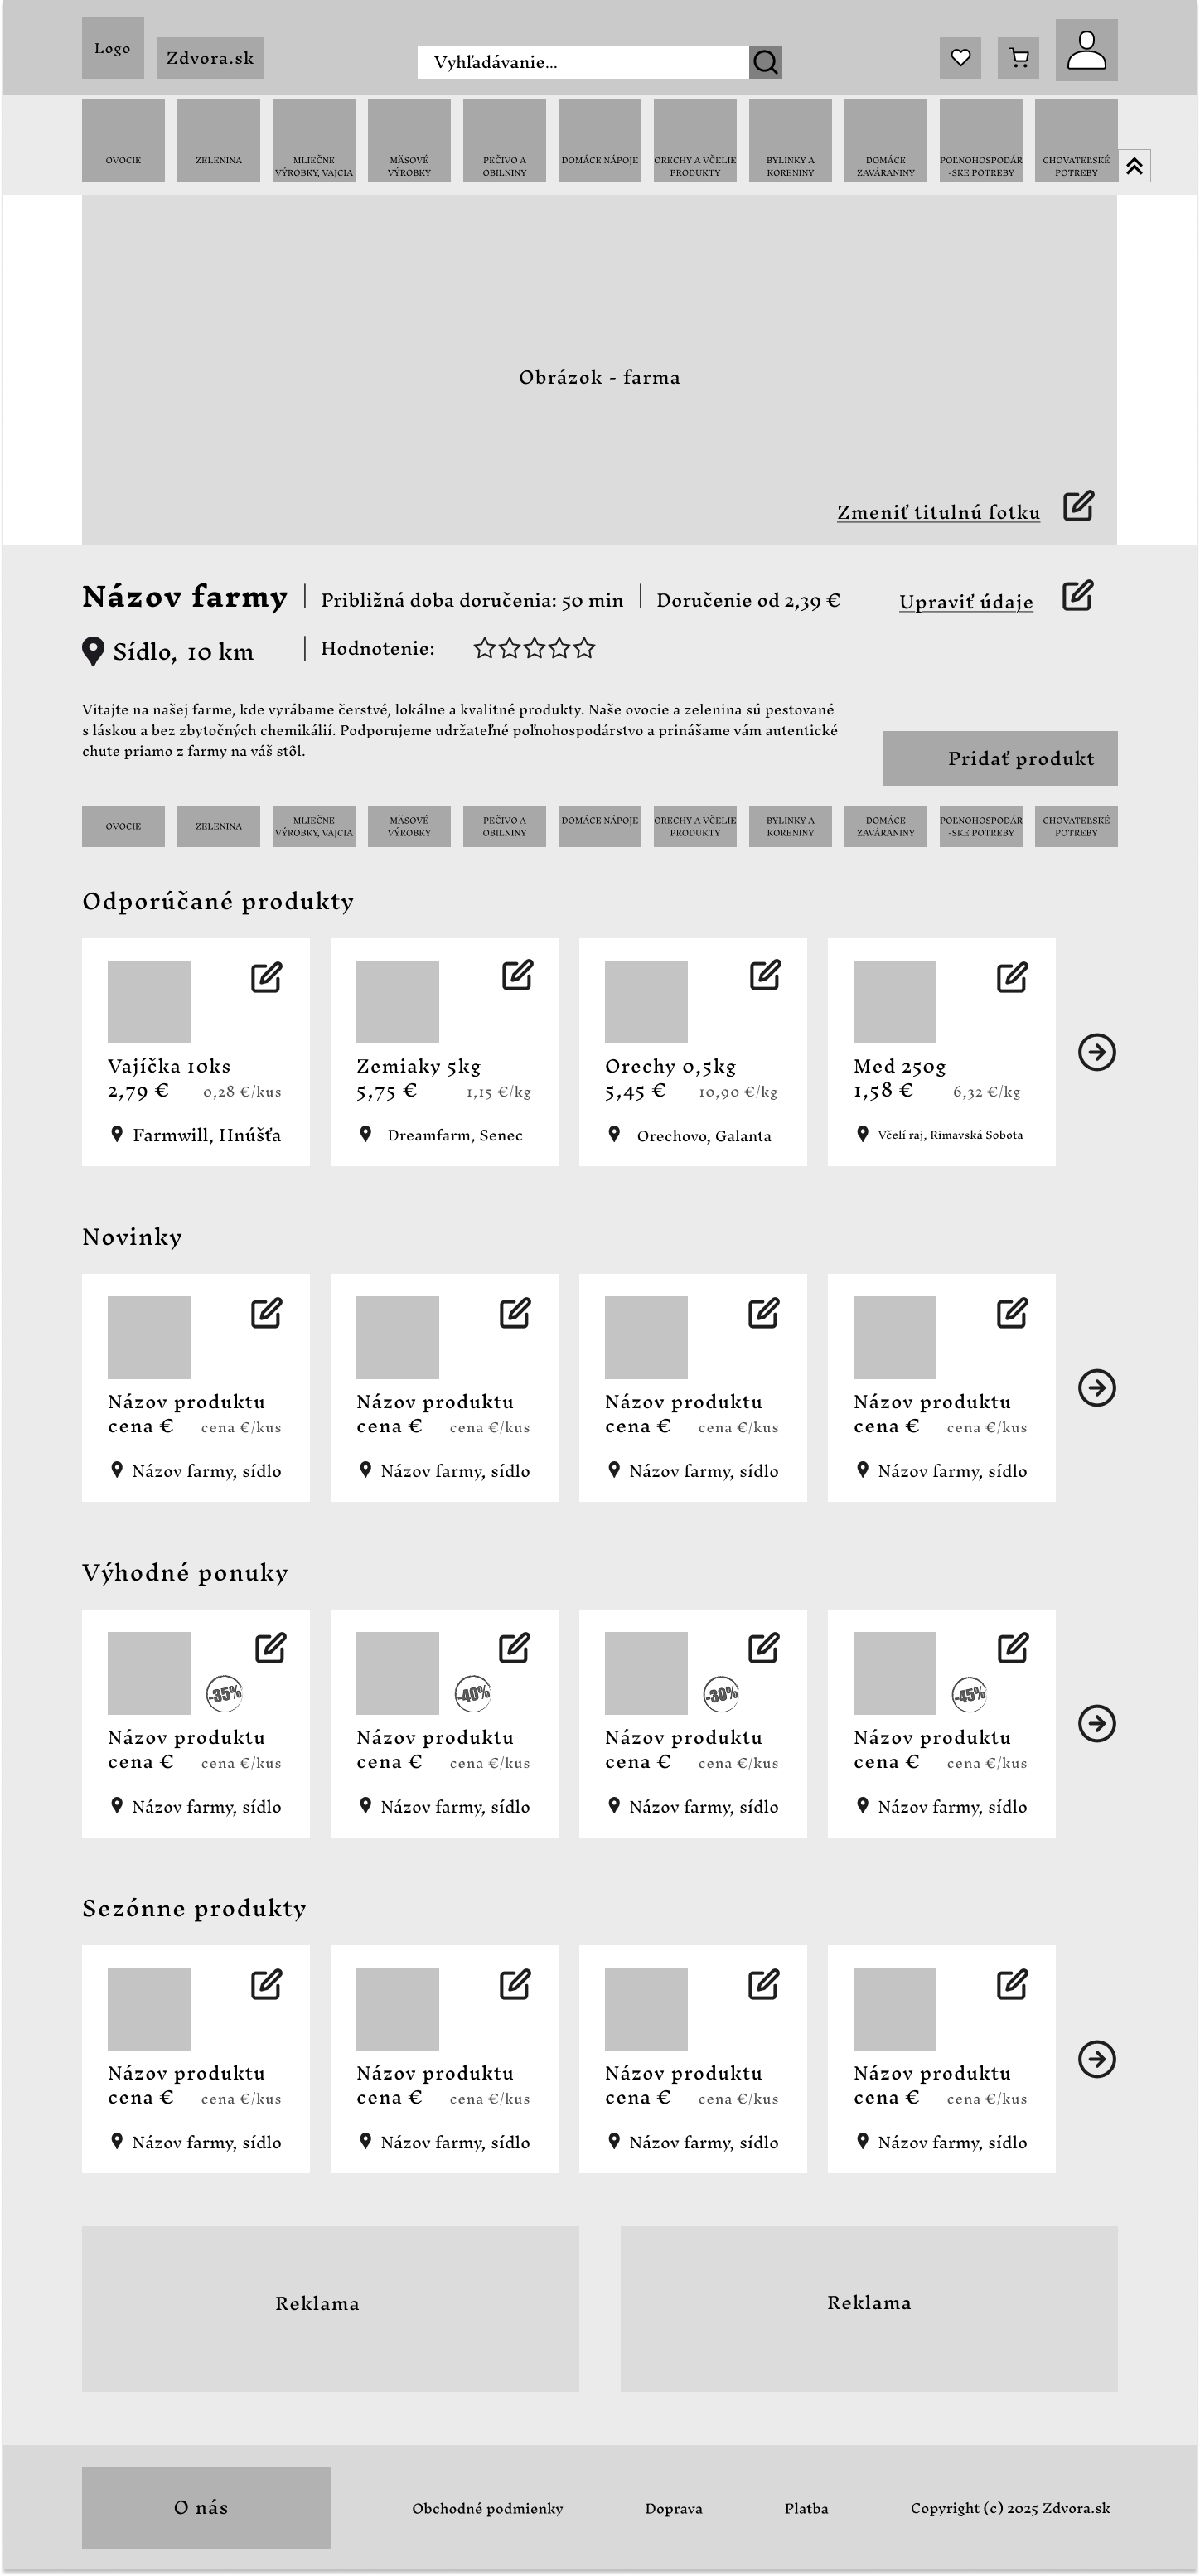 Logo
Zdvora.sk
Vyhľadávanie...
OVOCIE
ZELENINA
MLIEČNE
VÝROBKY, VAJCIA
MÄSOVÉ
VÝROBKY
PEČIVO A
OBILNINY
DOMÁCE NÁPOJE
ORECHY A VČELIE
PRODUKTY
BYLINKY A
KORENINY
DOMÁCE
ZAVÁRANINY
POĽNOHOSPODÁR
-SKE POTREBY
CHOVATEĽSKÉ
POTREBY
Obrázok - farma
Zmeniť titulnú fotku
Názov farmy
Približná doba doručenia: 50 min
Doručenie od 2,39 €
Upraviť údaje
Sídlo, 10 km
Hodnotenie:
Vitajte na našej farme, kde vyrábame čerstvé, lokálne a kvalitné produkty. Naše ovocie a zelenina sú pestované
s láskou a bez zbytočných chemikálií. Podporujeme udržateľné poľnohospodárstvo a prinášame vám autentické
chute priamo z farmy na váš stôl.
Pridať produkt
OVOCIE
ZELENINA
MLIEČNE
VÝROBKY, VAJCIA
MÄSOVÉ
VÝROBKY
PEČIVO A
OBILNINY
DOMÁCE NÁPOJE
ORECHY A VČELIE
PRODUKTY
BYLINKY A
KORENINY
DOMÁCE
ZAVÁRANINY
POĽNOHOSPODÁR
-SKE POTREBY
CHOVATEĽSKÉ
POTREBY
Odporúčané produkty
Vajíčka 10ks
2,79 € 0,28 €/kus
Farmwill, Hnúšťa
Zemiaky 5kg
5,75 € 1,15 €/kg
Dreamfarm, Senec
Orechy 0,5kg
5,45 € 10,90 €/kg
Orechovo, Galanta
Med 250g
1,58 € 6,32 €/kg
Včelí raj, Rimavská Sobota
Novinky
Názov produktu
cena € cena €/kus
Názov farmy, sídlo
Názov produktu
cena € cena €/kus
Názov farmy, sídlo
Názov produktu
cena € cena €/kus
Názov farmy, sídlo
Názov produktu
cena € cena €/kus
Názov farmy, sídlo
Výhodné ponuky
-35%
Názov produktu
cena € cena €/kus
Názov farmy, sídlo
-40%
Názov produktu
cena € cena €/kus
Názov farmy, sídlo
-30%
Názov produktu
cena € cena €/kus
Názov farmy, sídlo
-45%
Názov produktu
cena € cena €/kus
Názov farmy, sídlo
Sezónne produkty
Názov produktu
cena € cena €/kus
Názov farmy, sídlo
Názov produktu
cena € cena €/kus
Názov farmy, sídlo
Názov produktu
cena € cena €/kus
Názov farmy, sídlo
Názov produktu
cena € cena €/kus
Názov farmy, sídlo
Reklama
Reklama
O nás
Obchodné podmienky
Doprava
Platba
Copyright (c) 2025 Zdvora.sk